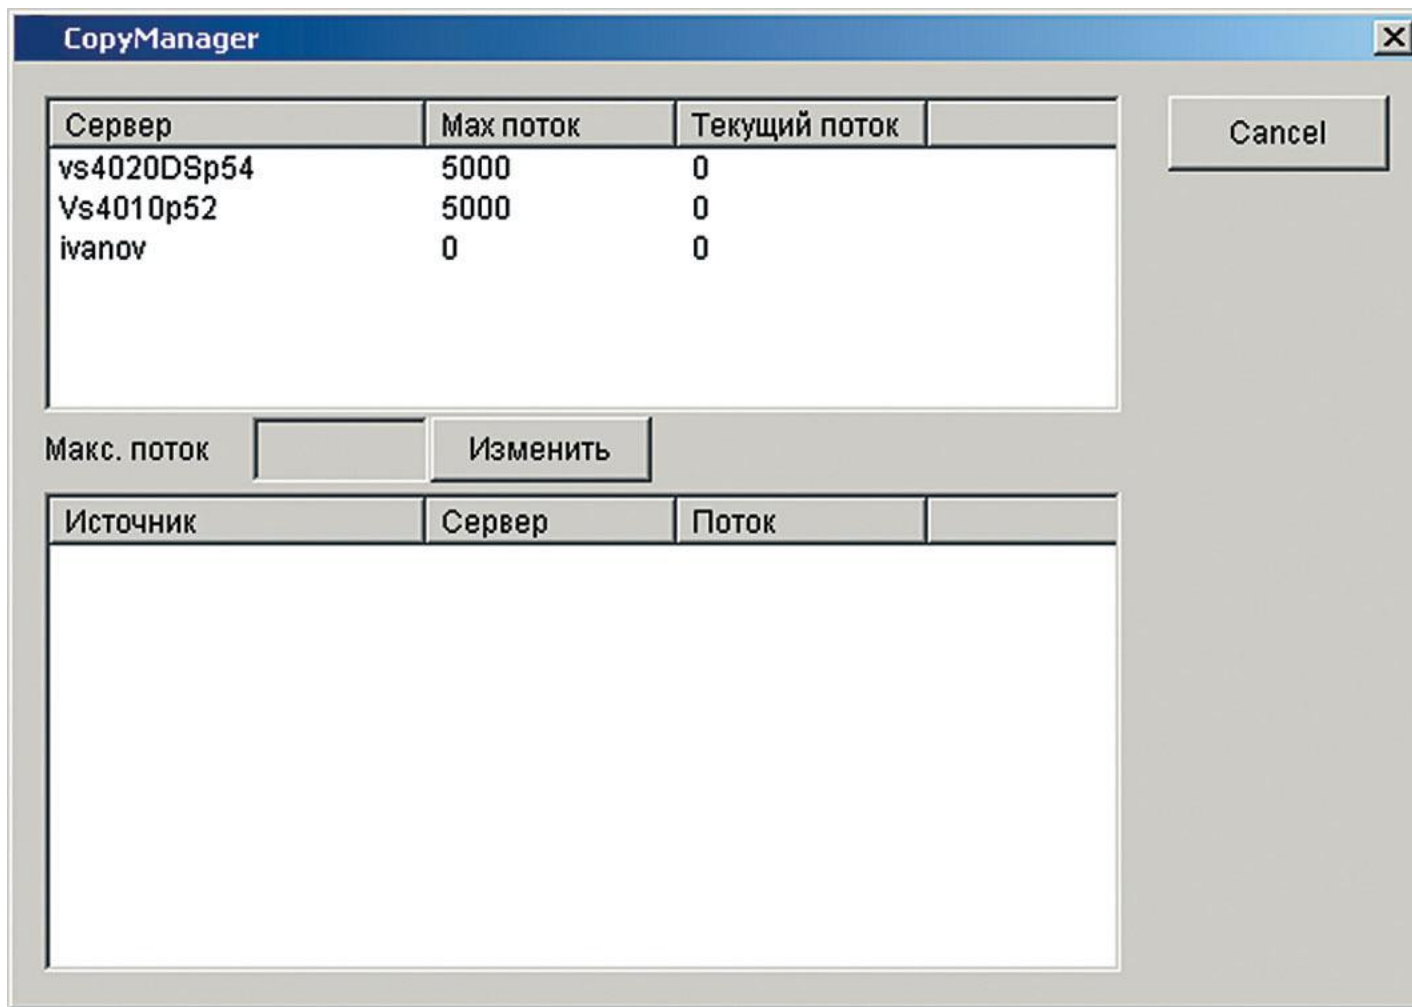 CopyManager
Сервер Max поток Текущий поток
vs4020DSp54 5000 0
Vs4010p52 5000 0
ivanov 0 0
Cancel
Макс. поток Изменить
Источник Сервер Поток